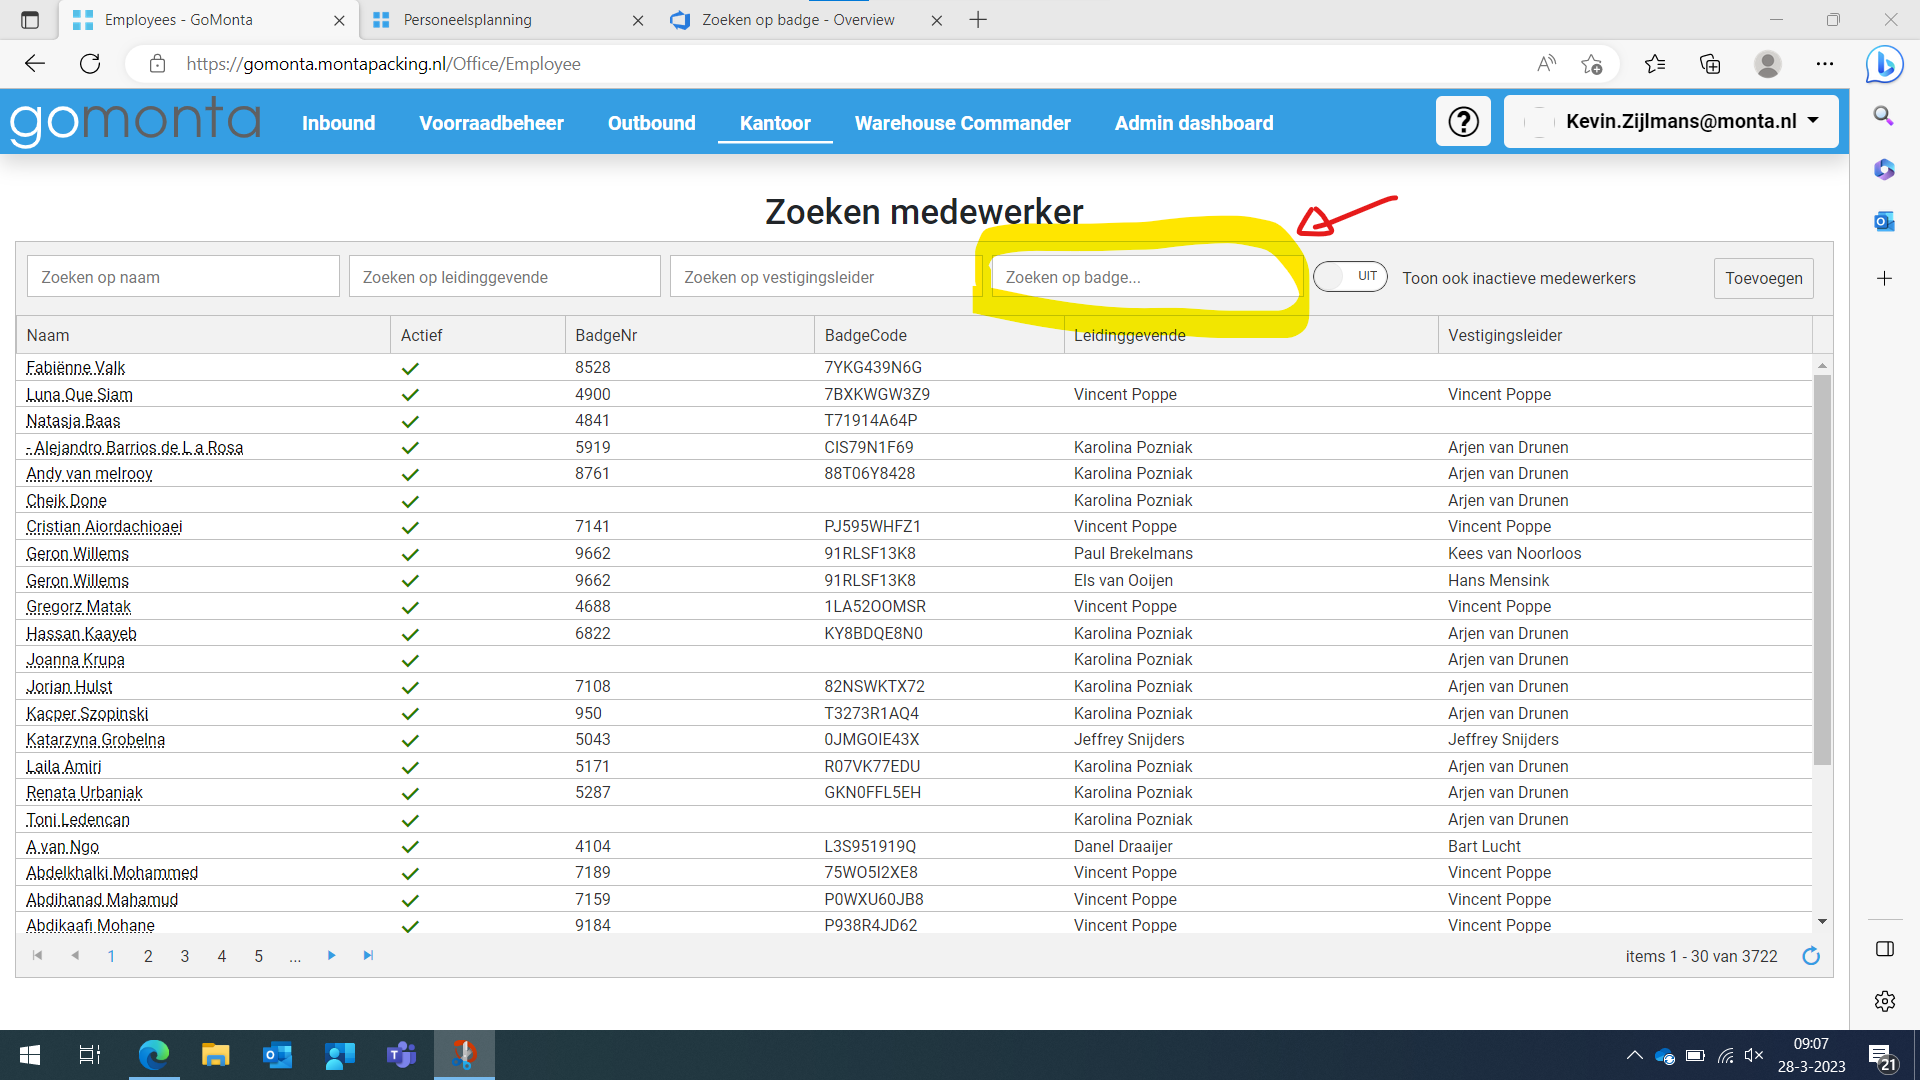 Employees - GoMonta
Personeelsplanning
Zoeken op badge - Overview
https://gomonta.montapacking.nl/Office/Employee
gomonta
Inbound
Voorraadbeheer
Outbound
Kantoor
Warehouse Commander
Admin dashboard
?
Kevin.Zijlmans@monta.nl
Zoeken medewerker
Zoeken op naam
Zoeken op leidinggevende
Zoeken op vestigingsleider
Zoeken op badge...
UIT
Toon ook inactieve medewerkers
Toevoegen
Naam Actief BadgeNr BadgeCode Leidinggevende Vestigingsleider
Fabiënne Valk 8528 7YKG439N6G
Luna Que Siam 4900 7BXKWGW3Z9 Vincent Poppe Vincent Poppe
Natasja Baas 4841 T71914A64P
- Alejandro Barrios de L a Rosa 5919 CIS79N1F69 Karolina Pozniak Arjen van Drunen
Andy van melrooy 8761 88T06Y8428 Karolina Pozniak Arjen van Drunen
Cheik Done Karolina Pozniak Arjen van Drunen
Cristian Aiordachioaei 7141 PJ595WHFZ1 Vincent Poppe Vincent Poppe
Geron Willems 9662 91RLSF13K8 Paul Brekelmans Kees van Noorloos
Geron Willems 9662 91RLSF13K8 Els van Ooijen Hans Mensink
Gregorz Matak 4688 1LA52OOMSR Vincent Poppe Vincent Poppe
Hassan Kaayeb 6822 KY8BDQE8N0 Karolina Pozniak Arjen van Drunen
Joanna Krupa Karolina Pozniak Arjen van Drunen
Jorian Hulst 7108 82NSWKTX72 Karolina Pozniak Arjen van Drunen
Kacper Szopinski 950 T3273R1AQ4 Karolina Pozniak Arjen van Drunen
Katarzyna Grobelna 5043 0JMGOIE43X Jeffrey Snijders Jeffrey Snijders
Laila Amiri 5171 R07VK77EDU Karolina Pozniak Arjen van Drunen
Renata Urbaniak 5287 GKN0FFL5EH Karolina Pozniak Arjen van Drunen
Toni Ledencan Karolina Pozniak Arjen van Drunen
A van Ngo 4104 L3S951919Q Danel Draaijer Bart Lucht
Abdelkhalki Mohammed 7189 75WO5I2XE8 Vincent Poppe Vincent Poppe
Abdihanad Mahamud 7159 P0WXU60JB8 Vincent Poppe Vincent Poppe
Abdikaafi Mohane 9184 P938R4JD62 Vincent Poppe Vincent Poppe
1 2 3 4 5 ...
items 1 - 30 van 3722
09:07
28-3-2023
21